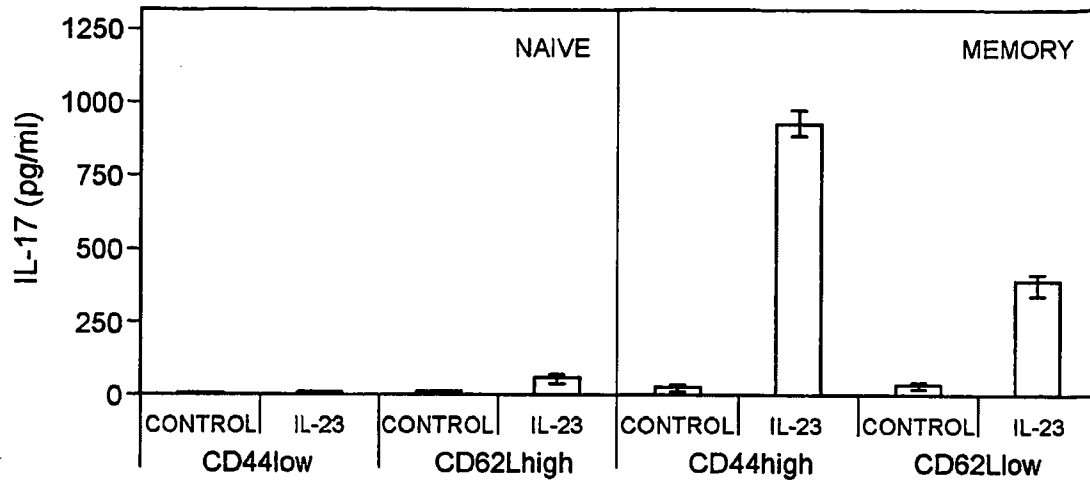 1250
NAIVE
MEMORY
1000
750
500
250
0
IL-17 (pg/ml)
CONTROL IL-23 CONTROL IL-23 CONTROL IL-23 CONTROL IL-23
CD44low CD62Lhigh CD44high CD62Llow